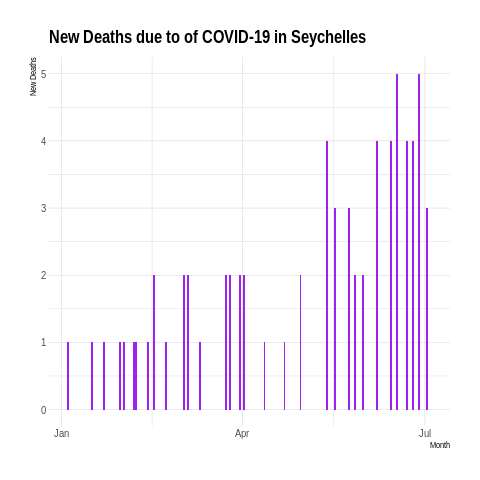 New Deaths due to of COVID-19 in Seychelles
New Deaths
5
4
3
2
1
0
Jan
Apr
Jul
Month